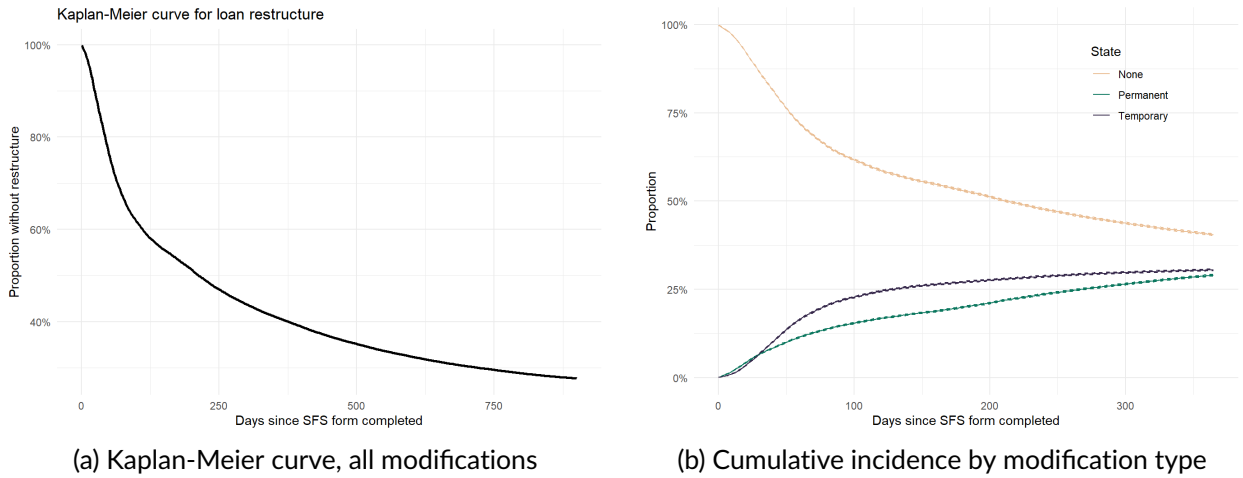 Kaplan-Meier curve for loan restructure
Proportion without restructure
100%
80%
60%
40%
0
250
500
750
Days since SFS form completed
(a) Kaplan-Meier curve, all modifications
Proportion
100%
75%
50%
25%
0%
State
None
Permanent
Temporary
0
100
200
300
Days since SFS form completed
(b) Cumulative incidence by modification type